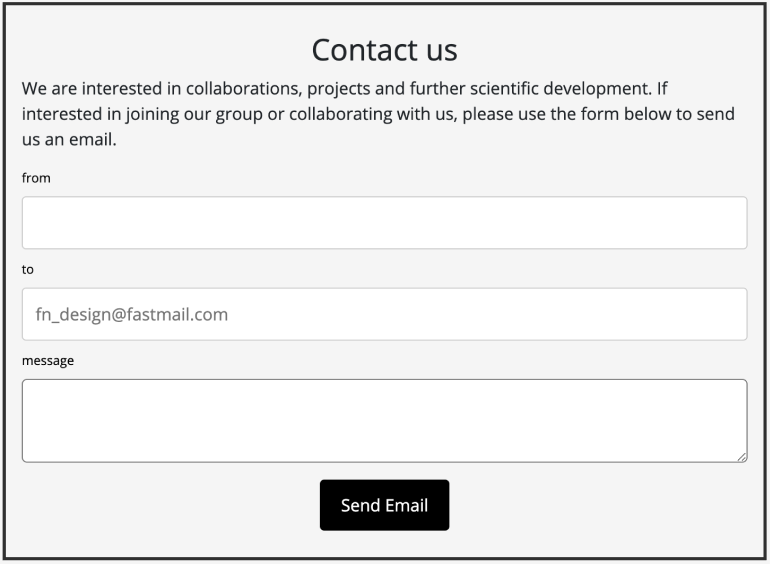 Contact us
We are interested in collaborations, projects and further scientific development. If
interested in joining our group or collaborating with us, please use the form below to send
us an email.
from
to
fn_design@fastmail.com
message
Send Email